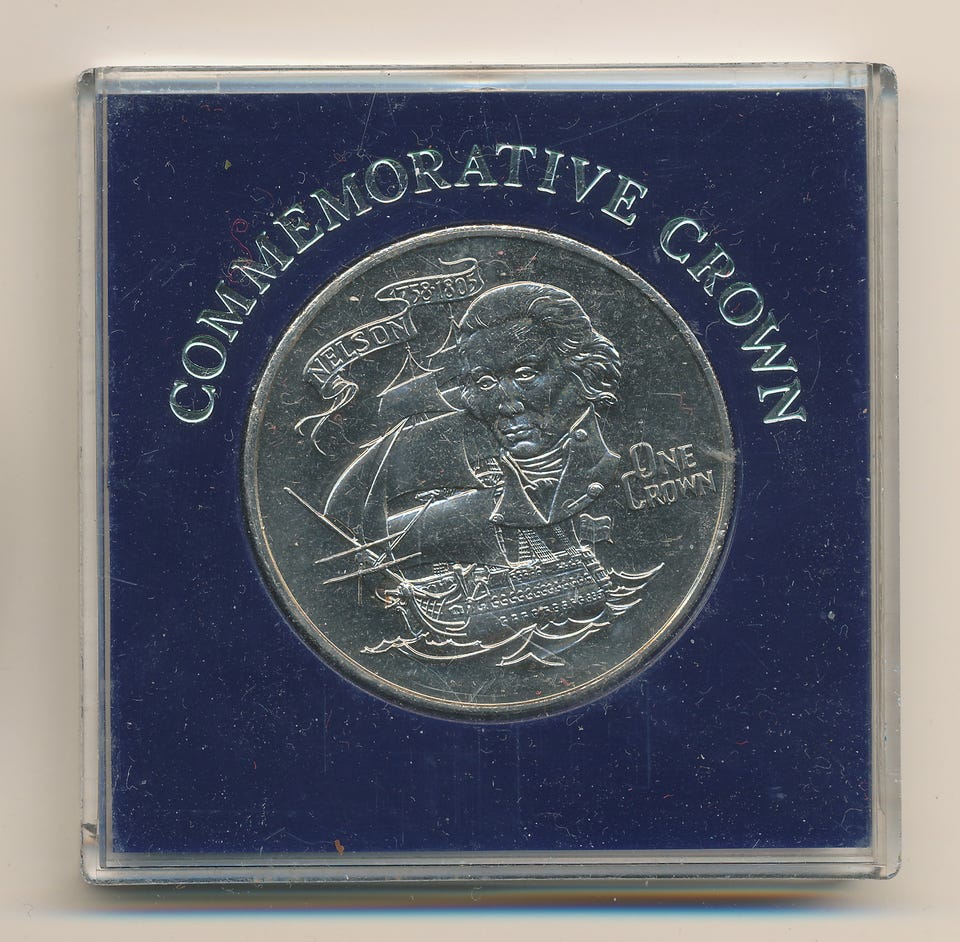 COMMEMORATIVE CROWN
NELSON 1758·1805
ONE
CROWN